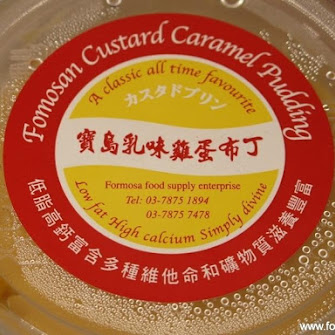 Fomosan Custard Caramel Pudding
A classic all time favourite
カスタドプリン
寶島乳味雞蛋布丁
Formosa food supply enterprise
Tel: 03-7875 1894
03-7875 7478
Low fat High calcium Simply divine
低脂高鈣富含多種維他命和礦物質滋養豐富
www.fu